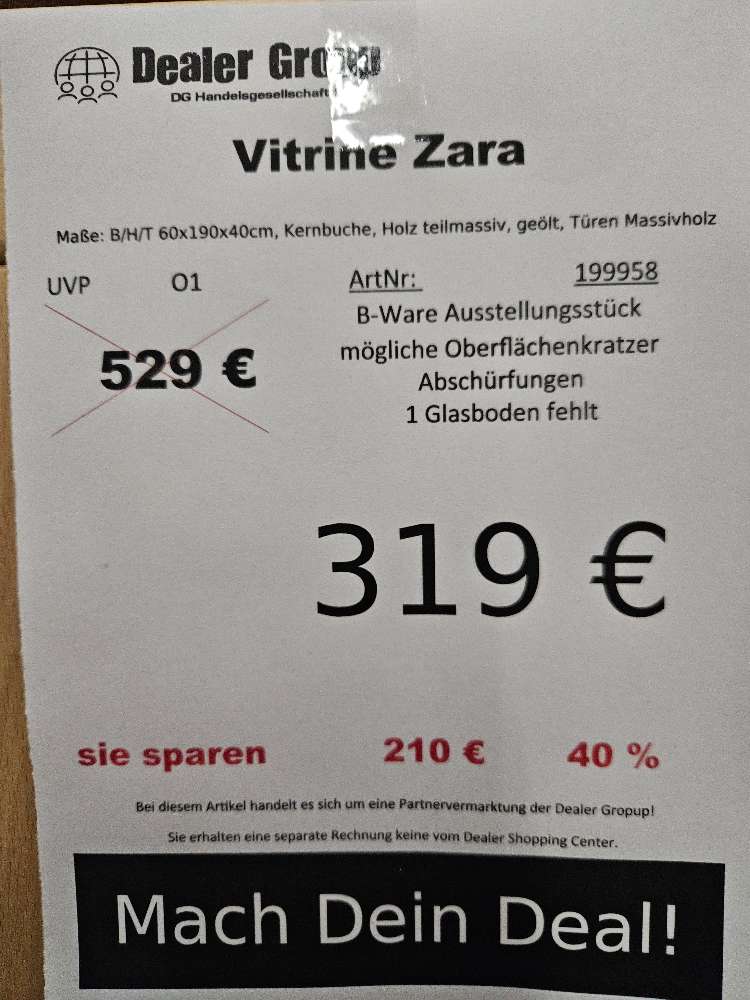 Dealer Group
DG Handelsgesellschaft
Vitrine Zara
Maße: B/H/T 60x190x40cm, Kernbuche, Holz teilmassiv, geölt, Türen Massivholz
UVP O1 ArtNr: 199958
B-Ware Ausstellungsstück
529 € mögliche Oberflächenkratzer
Abschürfungen
1 Glasboden fehlt
319 €
sie sparen 210 € 40 %
Bei diesem Artikel handelt es sich um eine Partnervermarktung der Dealer Gropup!
Sie erhalten eine separate Rechnung keine vom Dealer Shopping Center.
Mach Dein Deal!